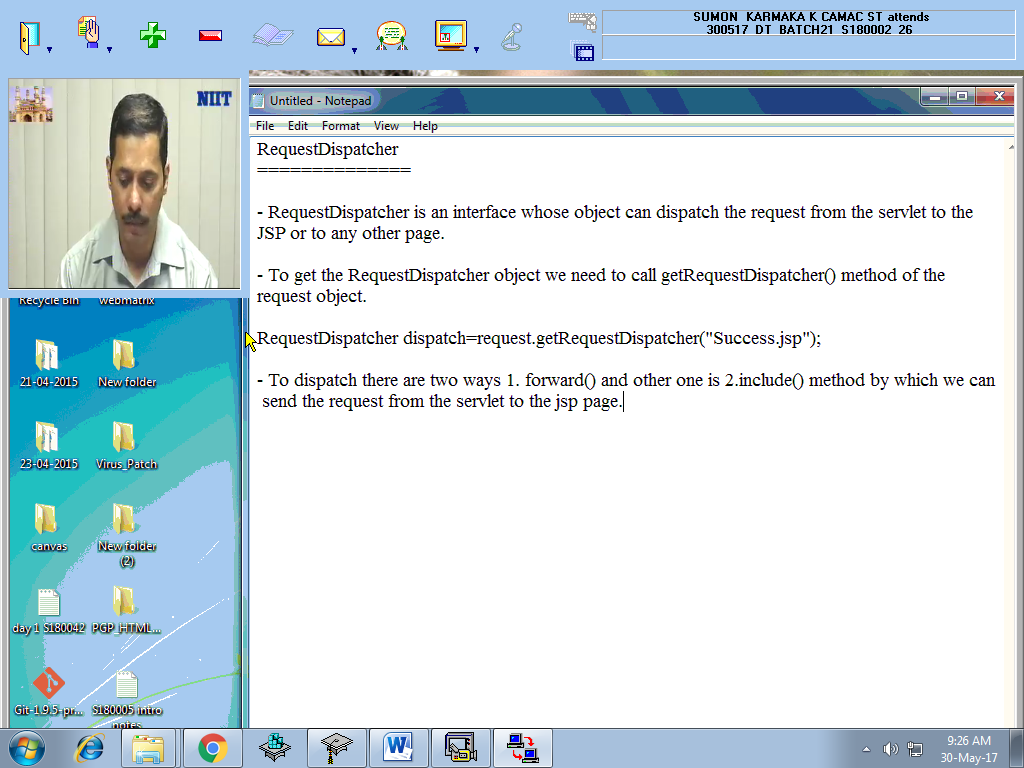 SUMON KARMAKA K CAMAC ST attends
300517_DT_BATCH21_S180002_26
NIIT
Untitled - Notepad
File Edit Format View Help
RequestDispatcher
==============
- RequestDispatcher is an interface whose object can dispatch the request from the servlet to the
JSP or to any other page.
- To get the RequestDispatcher object we need to call getRequestDispatcher() method of the
request object.
RequestDispatcher dispatch=request.getRequestDispatcher("Success.jsp");
- To dispatch there are two ways 1. forward() and other one is 2.include() method by which we can
send the request from the servlet to the jsp page.
Recycle Bin webmatrix
21-04-2015 New folder
23-04-2015 Virus_Patch
canvas New folder
(2)
day 1 S180042 PGP_HTML...
Git-1.9.5-pr... S180005 intro
notes
9:26 AM
30-May-17